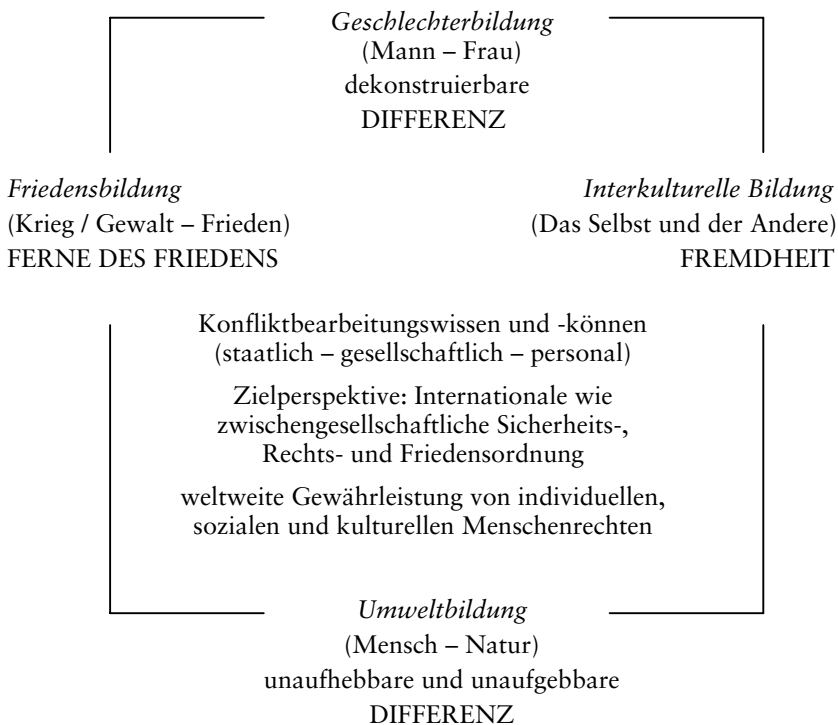 Geschlechterbildung
(Mann – Frau)
dekonstruierbare
DIFFERENZ
Friedensbildung
(Krieg / Gewalt – Frieden)
FERNE DES FRIEDENS
Interkulturelle Bildung
(Das Selbst und der Andere)
FREMDHEIT
Konfliktbearbeitungswissen und -können
(staatlich – gesellschaftlich – personal)
Zielperspektive: Internationale wie
zwischengesellschaftliche Sicherheits-,
Rechts- und Friedensordnung
weltweite Gewährleistung von individuellen,
sozialen und kulturellen Menschenrechten
Umweltbildung
(Mensch – Natur)
unaufhebbare und unaufgebbare
DIFFERENZ